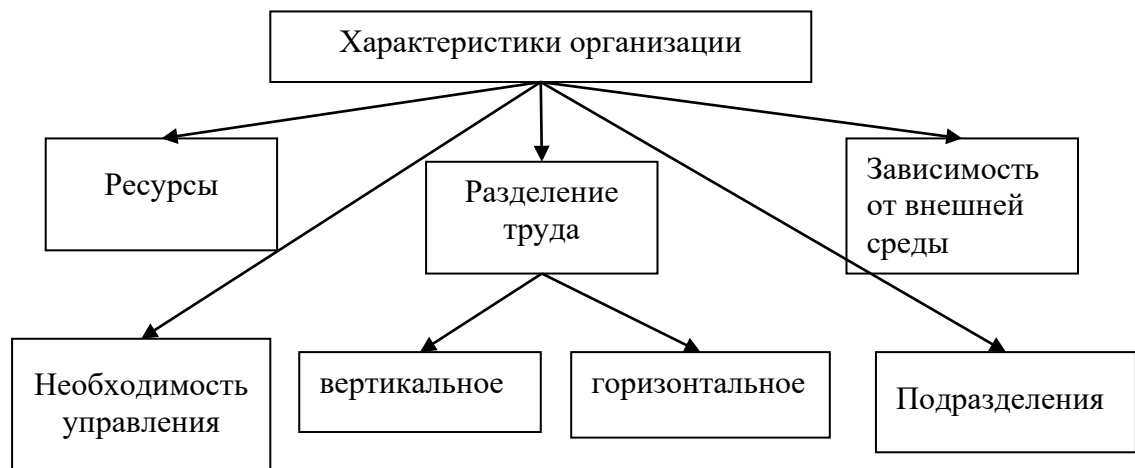 Характеристики организации
Ресурсы
Разделение
труда
Зависимость
от внешней
среды
Необходимость
управления
вертикальное
горизонтальное
Подразделения